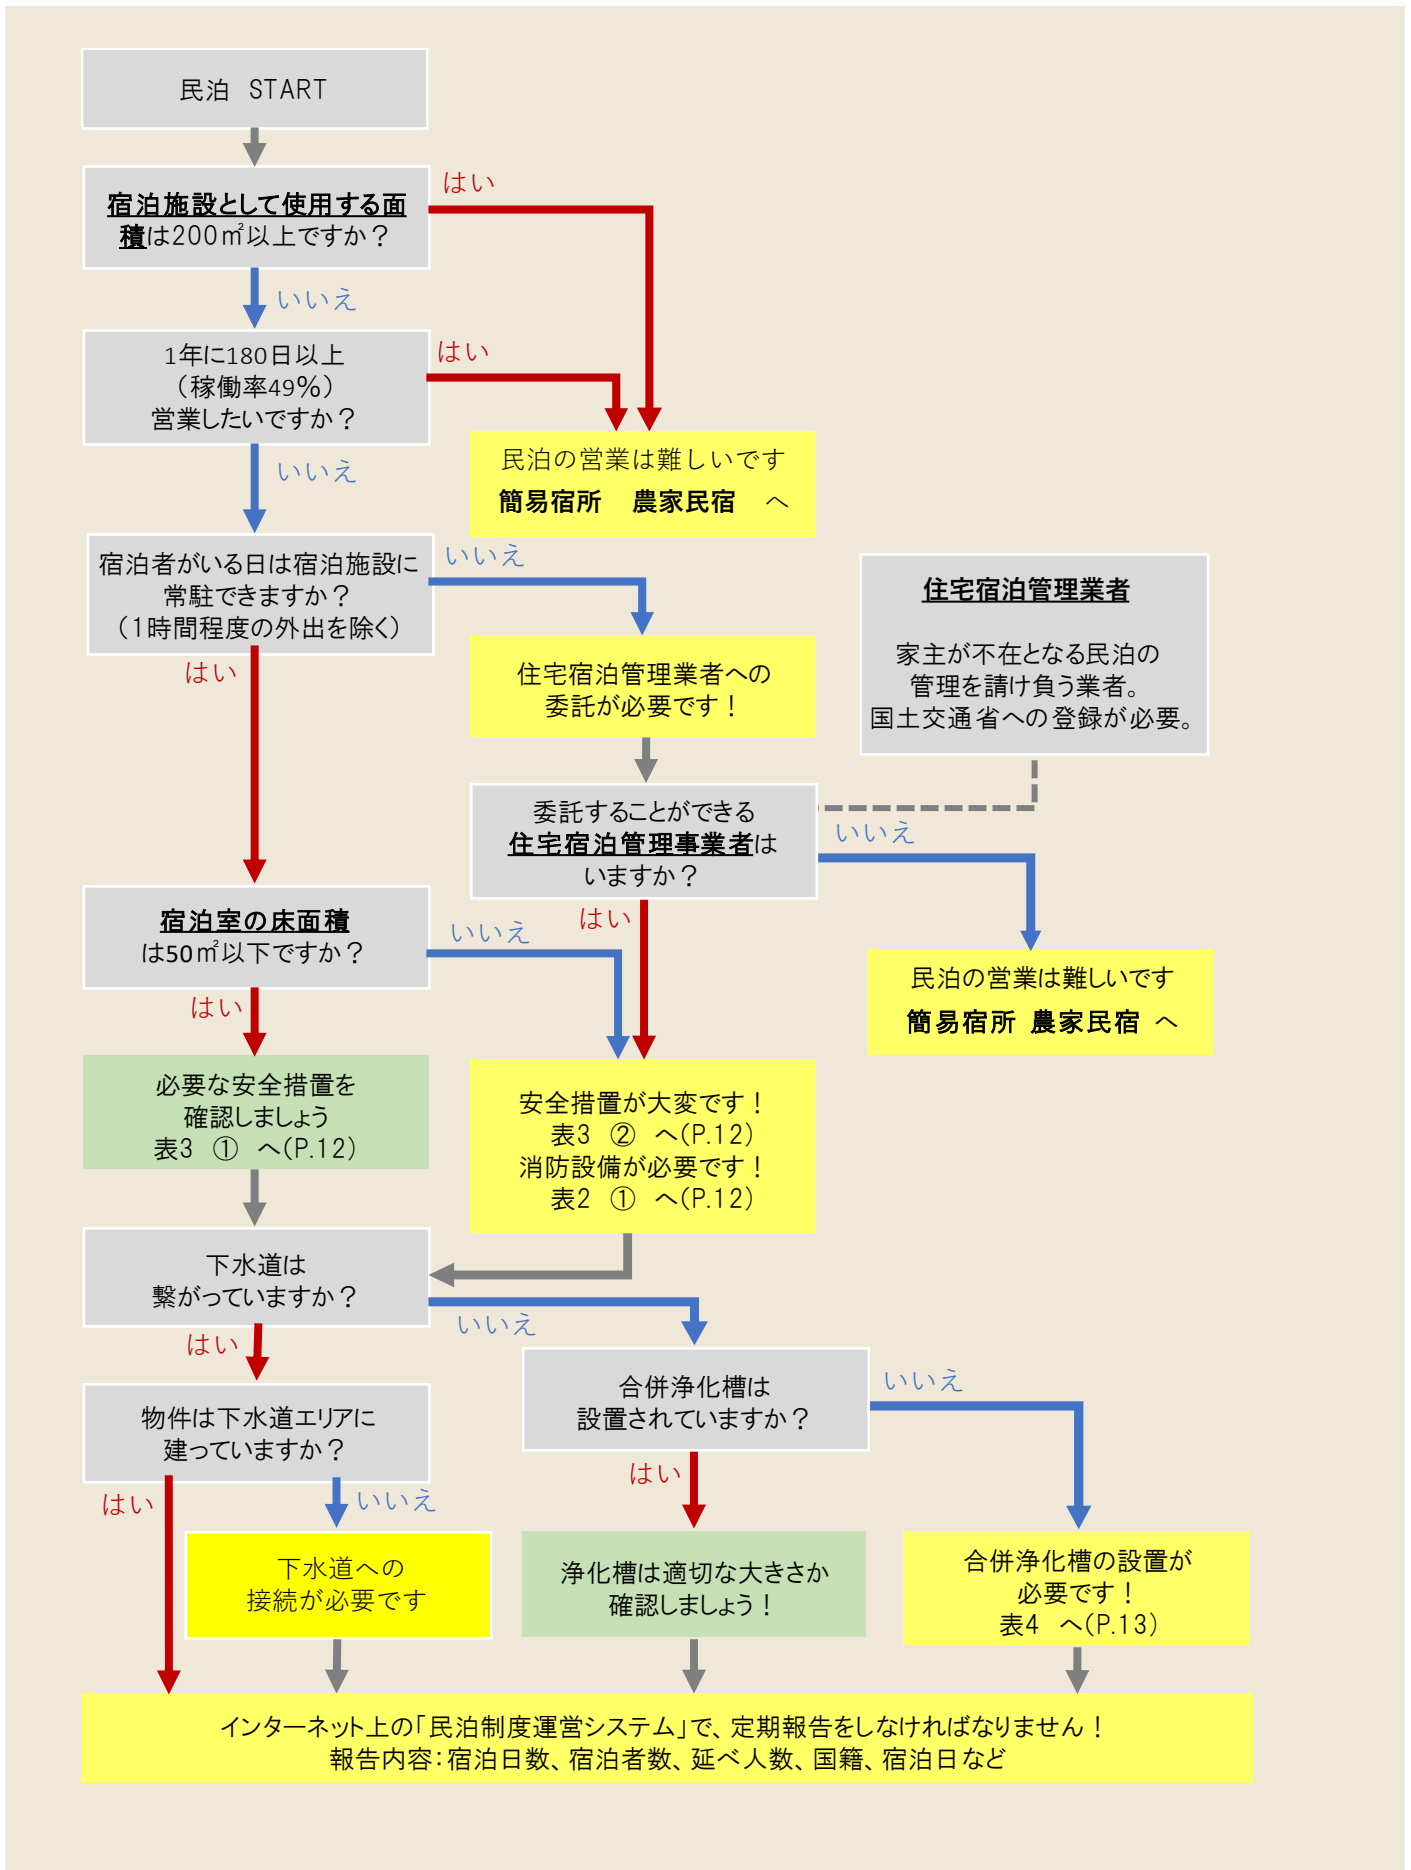 民泊　START
宿泊施設として使用する面
積は200㎡以上ですか？
はい
いいえ
1年に180日以上
（稼働率49％）
営業したいですか？
はい
いいえ
民泊の営業は難しいです
簡易宿所　農家民宿　へ
宿泊者がいる日は宿泊施設に
常駐できますか？
（1時間程度の外出を除く）
いいえ
はい
住宅宿泊管理業者への
委託が必要です！
住宅宿泊管理業者
家主が不在となる民泊の
管理を請け負う業者。
国土交通省への登録が必要。
委託することができる
住宅宿泊管理事業者は
いますか？
いいえ
はい
民泊の営業は難しいです
簡易宿所　農家民宿　へ
宿泊室の床面積
は50㎡以下ですか？
いいえ
はい
必要な安全措置を
確認しましょう
表3　①　へ(P.12)
安全措置が大変です！
表3　②　へ(P.12)
消防設備が必要です！
表2　①　へ(P.12)
下水道は
繋がっていますか？
いいえ
はい
物件は下水道エリアに
建っていますか？
はい
いいえ
合併浄化槽は
設置されていますか？
いいえ
はい
下水道への
接続が必要です
浄化槽は適切な大きさか
確認しましょう！
合併浄化槽の設置が
必要です！
表4　へ(P.13)
インターネット上の「民泊制度運営システム」で、定期報告をしなければなりません！
報告内容：宿泊日数、宿泊者数、延べ人数、国籍、宿泊日など